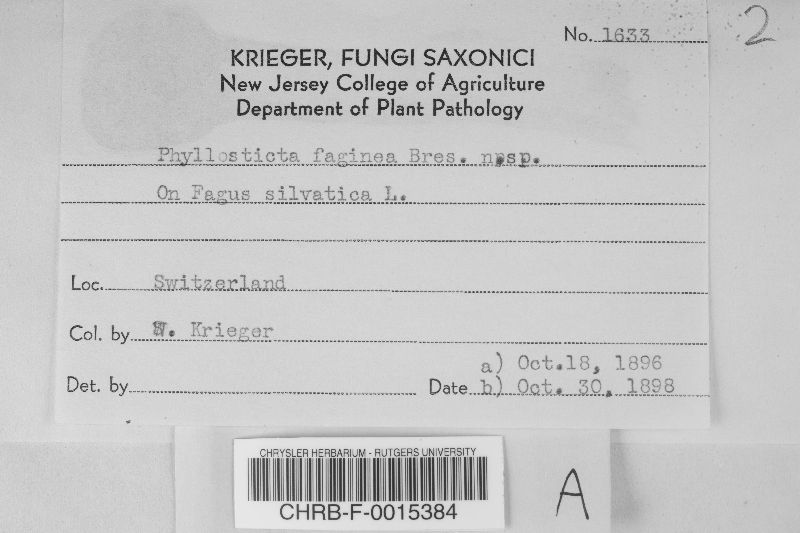 2
No. 1633
KRIEGER, FUNGI SAXONICI
New Jersey College of Agriculture
Department of Plant Pathology
Phyllosticta faginea Bres. n.sp.
On Fagus silvatica L.
Loc. Switzerland
Col. by W. Krieger
Det. by
Date a) Oct.18, 1896
b) Oct. 30, 1898
CHRYSLER HERBARIUM - RUTGERS UNIVERSITY
CHRB-F-0015384
A